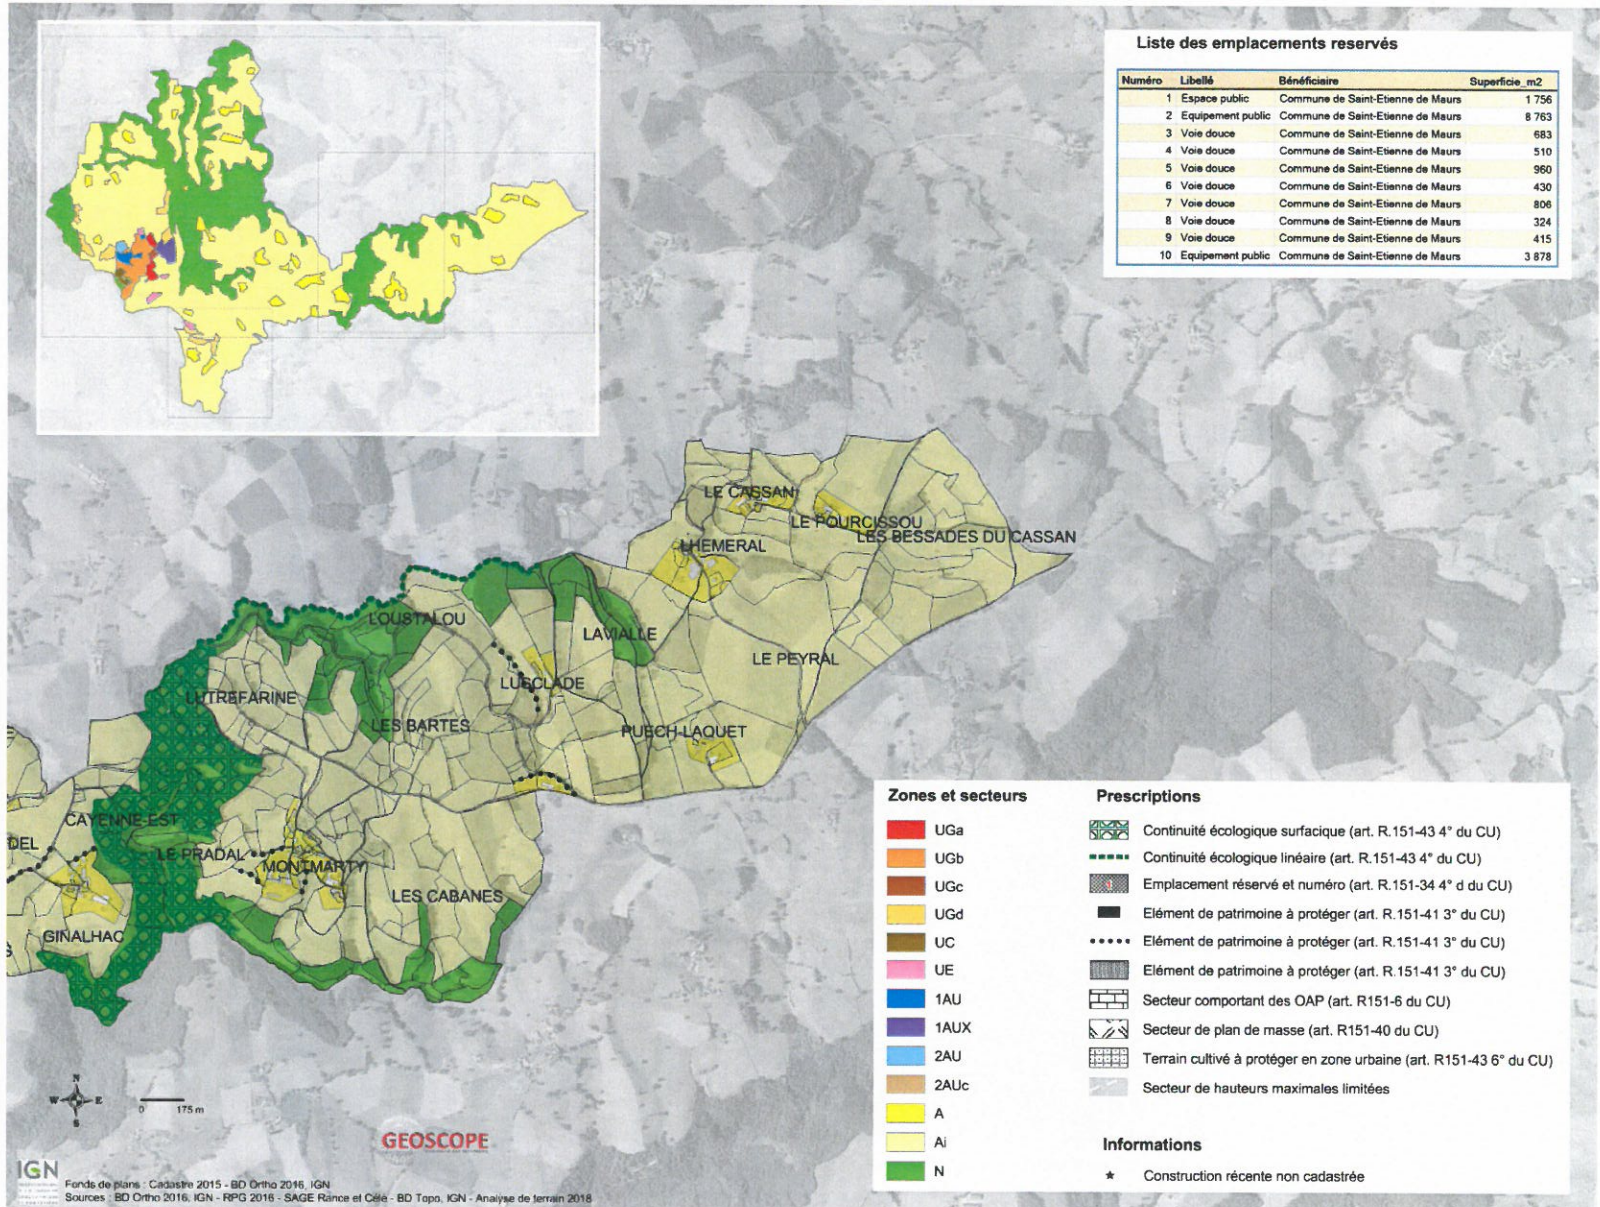 Liste des emplacements reservés
Numéro Libellé Bénéficiaire Superficie_m2
1 Espace public Commune de Saint-Etienne de Maurs 1 756
2 Equipement public Commune de Saint-Etienne de Maurs 8 763
3 Voie douce Commune de Saint-Etienne de Maurs 683
4 Voie douce Commune de Saint-Etienne de Maurs 510
5 Voie douce Commune de Saint-Etienne de Maurs 960
6 Voie douce Commune de Saint-Etienne de Maurs 430
7 Voie douce Commune de Saint-Etienne de Maurs 806
8 Voie douce Commune de Saint-Etienne de Maurs 324
9 Voie douce Commune de Saint-Etienne de Maurs 415
10 Equipement public Commune de Saint-Etienne de Maurs 3 878
LE CASSAN
LE POURCISSOU
LES BESSADES DU CASSAN
LHEMERAL
LOUSTALOU
LAVIALLE
LE PEYRAL
LUSCLADE
LUTREFARINE
LES BARTES
PUECH-LAQUET
CAYENNE-EST
DEL
LE PRADAL
MONTMARTY
LES CABANES
GINALHAC
S
Zones et secteurs
UGa
UGb
UGc
UGd
UC
UE
1AU
1AUX
2AU
2AUc
A
Ai
N
Prescriptions
Continuité écologique surfacique (art. R.151-43 4° du CU)
Continuité écologique linéaire (art. R.151-43 4° du CU)
Emplacement réservé et numéro (art. R.151-34 4° d du CU)
Elément de patrimoine à protéger (art. R.151-41 3° du CU)
Elément de patrimoine à protéger (art. R.151-41 3° du CU)
Elément de patrimoine à protéger (art. R.151-41 3° du CU)
Secteur comportant des OAP (art. R151-6 du CU)
Secteur de plan de masse (art. R151-40 du CU)
Terrain cultivé à protéger en zone urbaine (art. R151-43 6° du CU)
Secteur de hauteurs maximales limitées
Informations
Construction récente non cadastrée
N
W E
S
0 175 m
GEOSCOPE
IGN
Fonds de plans : Cadastre 2015 - BD Ortho 2016, IGN
Sources : BD Ortho 2016, IGN - RPG 2016 - SAGE Rance et Célé - BD Topo, IGN - Analyse de terrain 2018